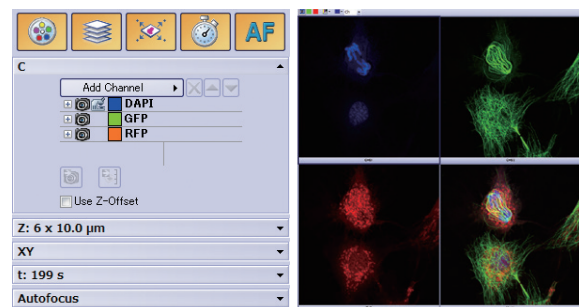 AF
C
Add Channel
DAPI
GFP
RFP
Use Z-Offset
Z: 6 x 10.0 µm
XY
t: 199 s
Autofocus